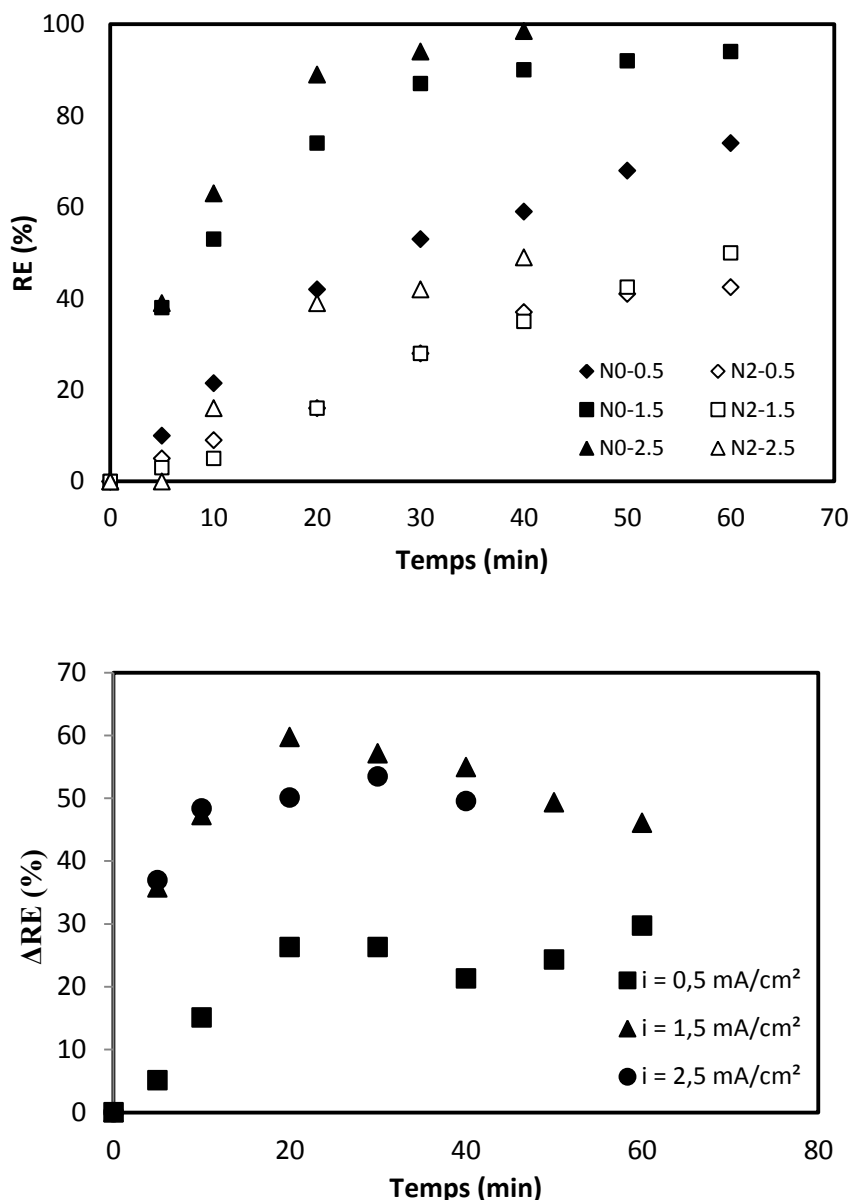 100
80
60
40
20
0
RE (%)
N0-0.5 N2-0.5
N0-1.5 N2-1.5
N0-2.5 N2-2.5
0 10 20 30 40 50 60 70
Temps (min)
70
60
50
40
30
20
10
0
ΔRE (%)
i = 0,5 mA/cm²
i = 1,5 mA/cm²
i = 2,5 mA/cm²
0 20 40 60 80
Temps (min)